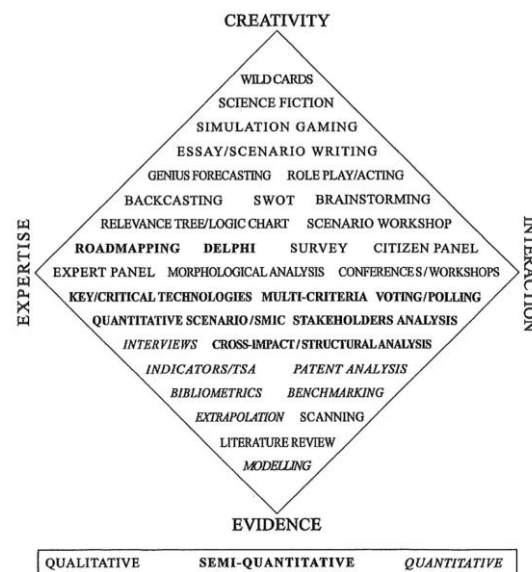 CREATIVITY
WILD CARDS
SCIENCE FICTION
SIMULATION GAMING
ESSAY/SCENARIO WRITING
GENIUS FORECASTING ROLE PLAY/ACTING
BACKCASTING SWOT BRAINSTORMING
RELEVANCE TREE/LOGIC CHART SCENARIO WORKSHOP
ROADMAPPING DELPHI SURVEY CITIZEN PANEL
EXPERT PANEL MORPHOLOGICAL ANALYSIS CONFERENCES/WORKSHOPS
KEY/CRITICAL TECHNOLOGIES MULTI-CRITERIA VOTING/POLLING
QUANTITATIVE SCENARIO/SMIC STAKEHOLDERS ANALYSIS
INTERVIEWS CROSS-IMPACT/STRUCTURAL ANALYSIS
INDICATORS/TSA PATENT ANALYSIS
BIBLIOMETRICS BENCHMARKING
EXTRAPOLATION SCANNING
LITERATURE REVIEW
MODELLING
EXPERTISE
INTERACTION
EVIDENCE
QUALITATIVE SEMI-QUANTITATIVE QUANTITATIVE